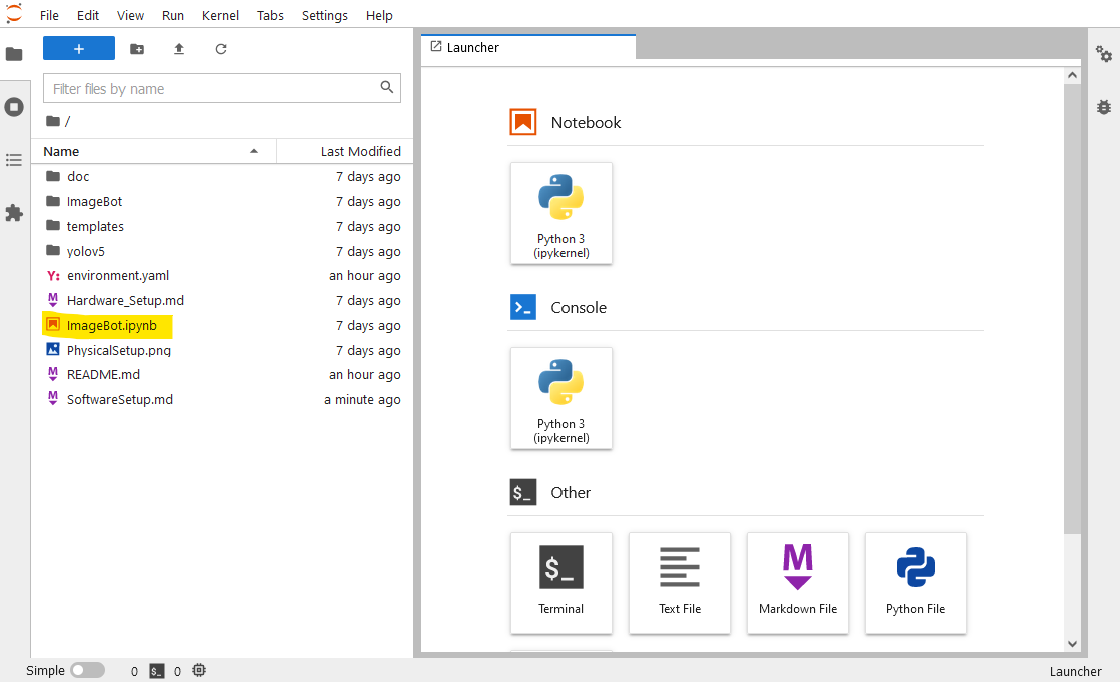 File Edit View Run Kernel Tabs Settings Help
+
Filter files by name
/
Name Last Modified
doc 7 days ago
ImageBot 7 days ago
templates 7 days ago
yolov5 7 days ago
Y: environment.yaml an hour ago
M Hardware_Setup.md 7 days ago
ImageBot.ipynb 7 days ago
PhysicalSetup.png 7 days ago
M README.md an hour ago
M SoftwareSetup.md a minute ago
Launcher
Notebook
Python 3
(ipykernel)
>_ Console
Python 3
(ipykernel)
$_ Other
$_
Terminal
Text File
M
Markdown File
Python File
Simple 0 $_ 0 Launcher